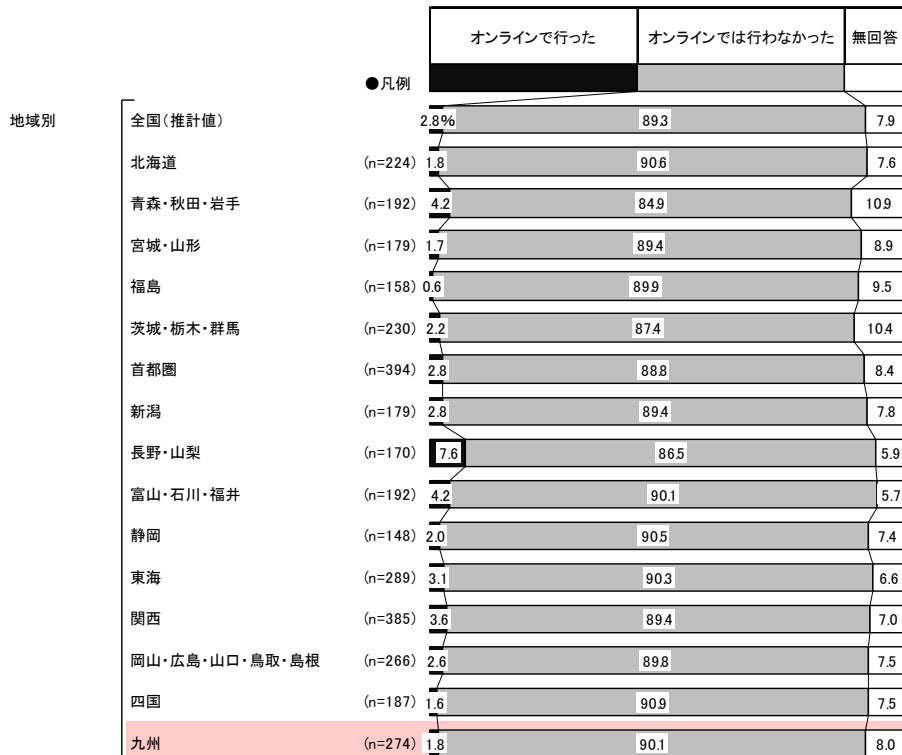 オンラインで行った オンラインでは行わなかった 無回答
●凡例
地域別 全国(推計値) 2.8% 89.3 7.9
北海道 (n=224) 1.8 90.6 7.6
青森・秋田・岩手 (n=192) 4.2 84.9 10.9
宮城・山形 (n=179) 1.7 89.4 8.9
福島 (n=158) 0.6 89.9 9.5
茨城・栃木・群馬 (n=230) 2.2 87.4 10.4
首都圏 (n=394) 2.8 88.8 8.4
新潟 (n=179) 2.8 89.4 7.8
長野・山梨 (n=170) 7.6 86.5 5.9
富山・石川・福井 (n=192) 4.2 90.1 5.7
静岡 (n=148) 2.0 90.5 7.4
東海 (n=289) 3.1 90.3 6.6
関西 (n=385) 3.6 89.4 7.0
岡山・広島・山口・鳥取・島根 (n=266) 2.6 89.8 7.5
四国 (n=187) 1.6 90.9 7.5
九州 (n=274) 1.8 90.1 8.0